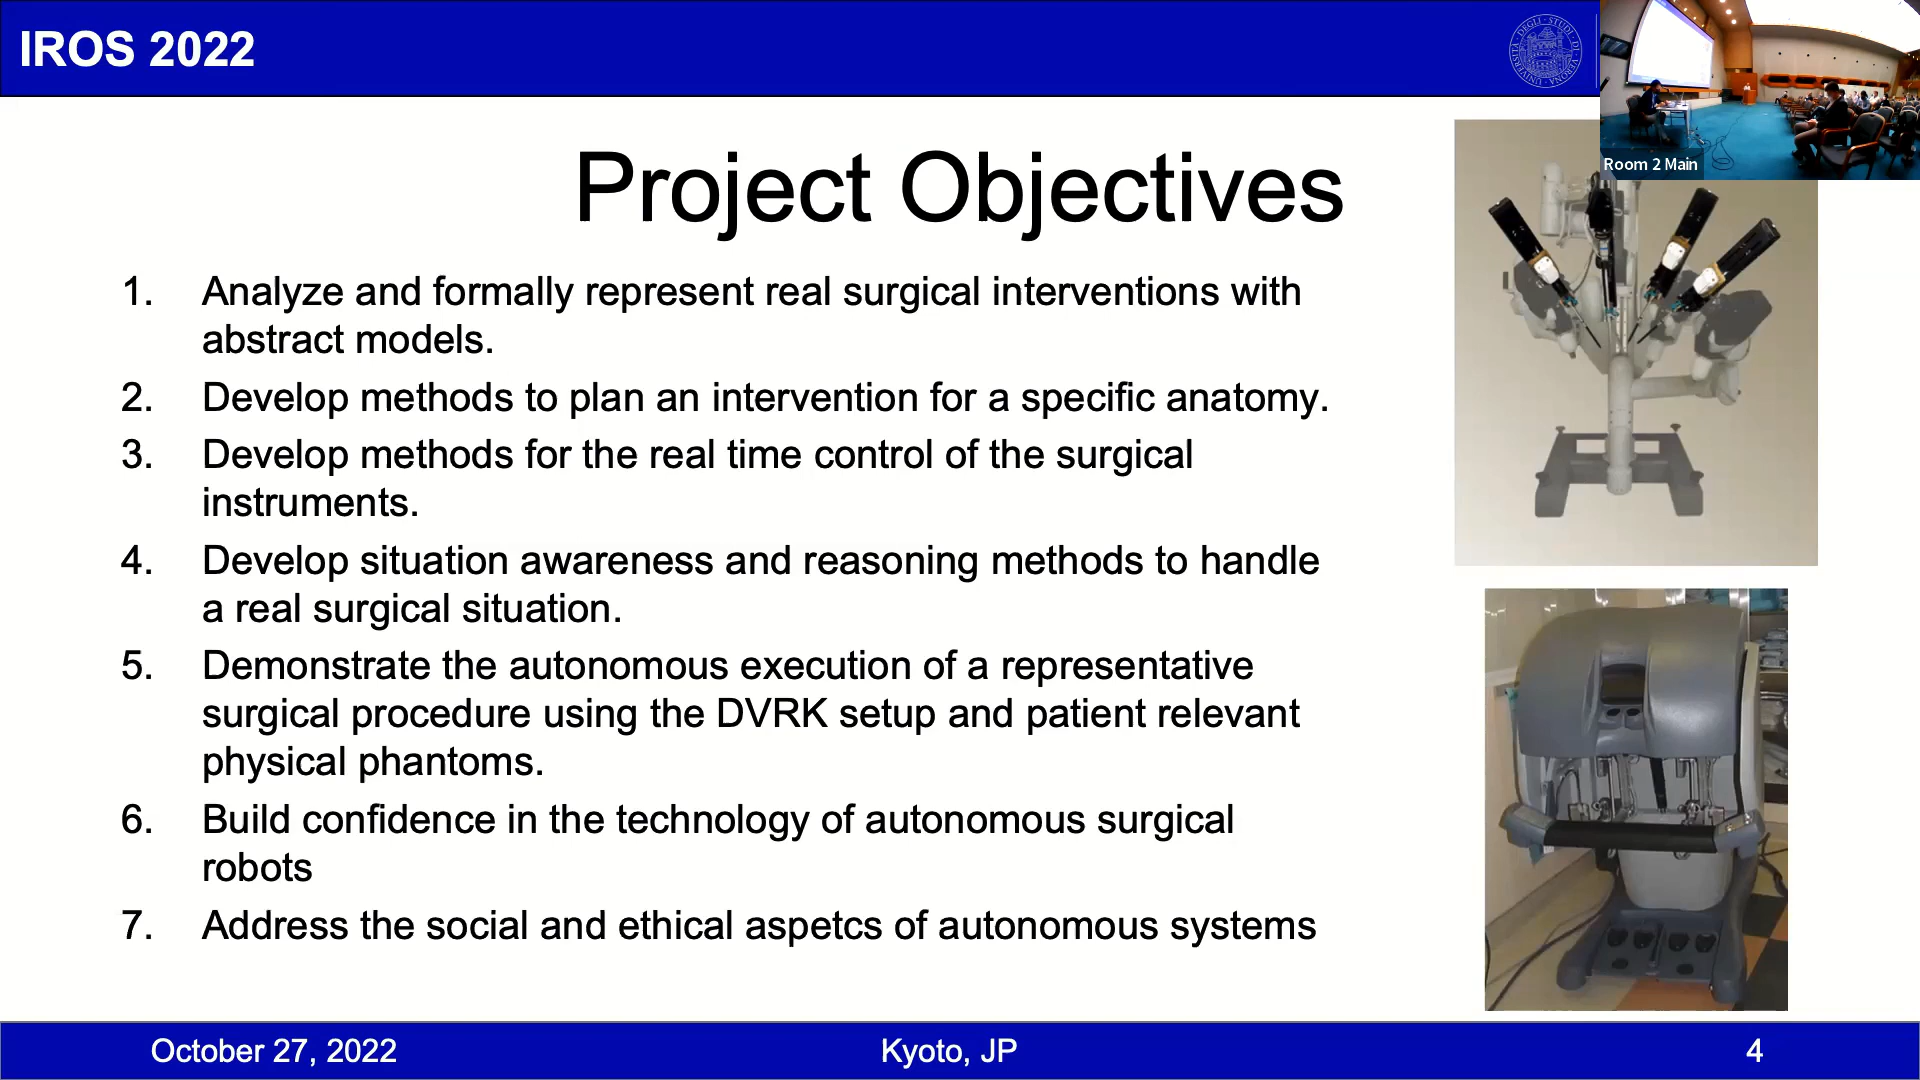 IROS 2022
UNIVERSITA DEGLI STUDI DI VERONA
Room 2 Main
Project Objectives
1. Analyze and formally represent real surgical interventions with
abstract models.
2. Develop methods to plan an intervention for a specific anatomy.
3. Develop methods for the real time control of the surgical
instruments.
4. Develop situation awareness and reasoning methods to handle
a real surgical situation.
5. Demonstrate the autonomous execution of a representative
surgical procedure using the DVRK setup and patient relevant
physical phantoms.
6. Build confidence in the technology of autonomous surgical
robots
7. Address the social and ethical aspetcs of autonomous systems
October 27, 2022
Kyoto, JP
4